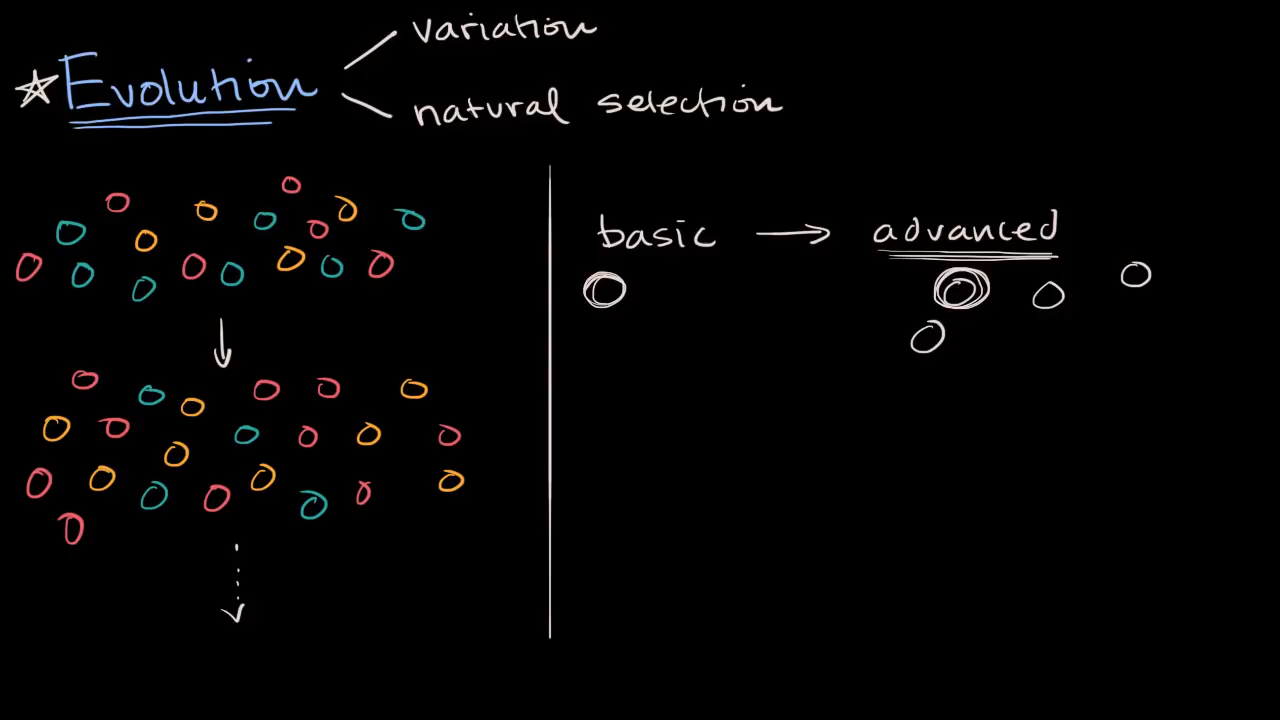 variation
Evolution
natural selection
basic → advanced